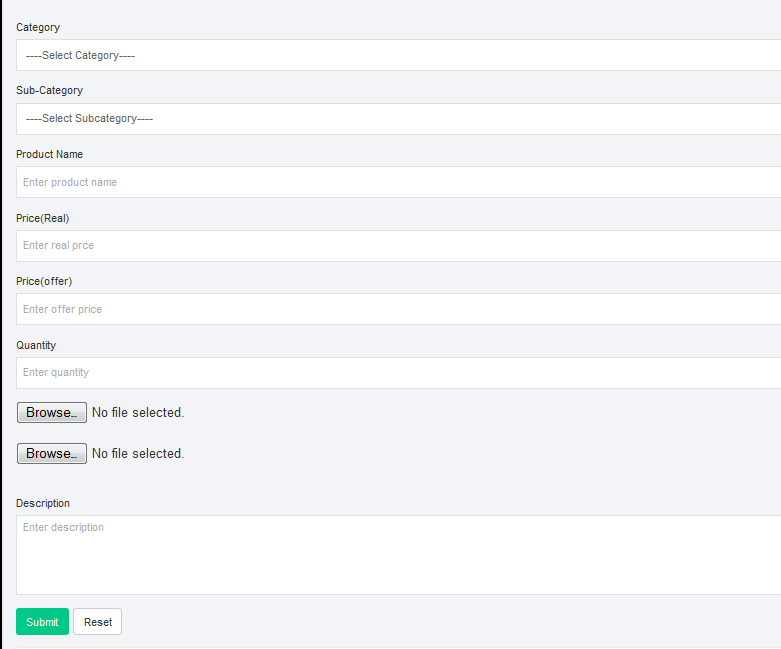 Category
----Select Category----
Sub-Category
----Select Subcategory----
Product Name
Enter product name
Price(Real)
Enter real prce
Price(offer)
Enter offer price
Quantity
Enter quantity
Browse... No file selected.
Browse... No file selected.
Description
Enter description
Submit Reset